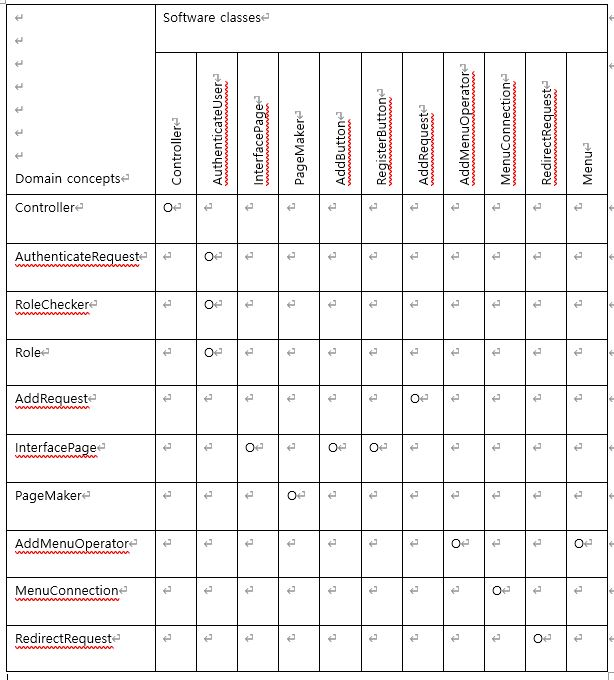 Software classes
Domain concepts
Controller
AuthenticateUser
InterfacePage
PageMaker
AddButton
RegisterButton
AddRequest
AddMenuOperator
MenuConnection
RedirectRequest
Menu
Controller O
AuthenticateRequest O
RoleChecker O
Role O
AddRequest O
InterfacePage O O O
PageMaker O
AddMenuOperator O O
MenuConnection O
RedirectRequest O